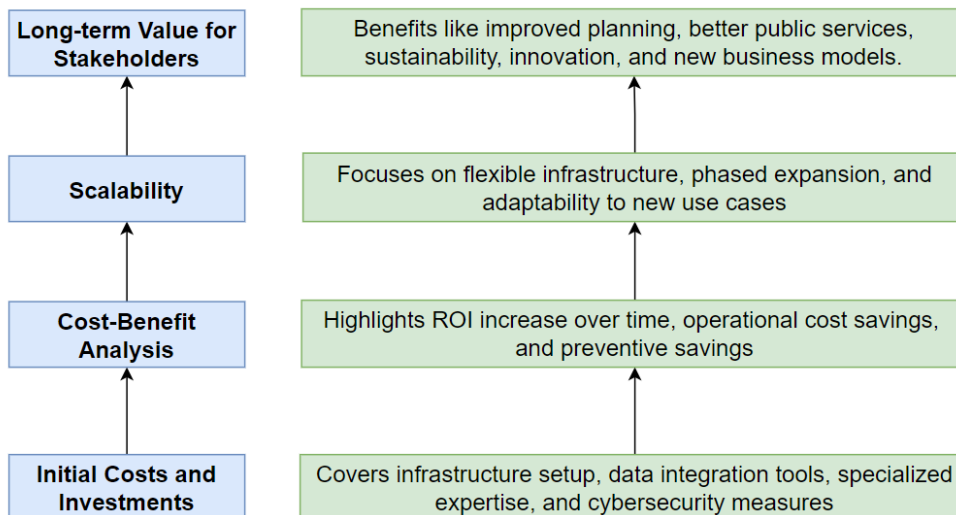 Long-term Value for
Stakeholders
Benefits like improved planning, better public services,
sustainability, innovation, and new business models.
Scalability
Focuses on flexible infrastructure, phased expansion, and
adaptability to new use cases
Cost-Benefit
Analysis
Highlights ROI increase over time, operational cost savings,
and preventive savings
Initial Costs and
Investments
Covers infrastructure setup, data integration tools, specialized
expertise, and cybersecurity measures